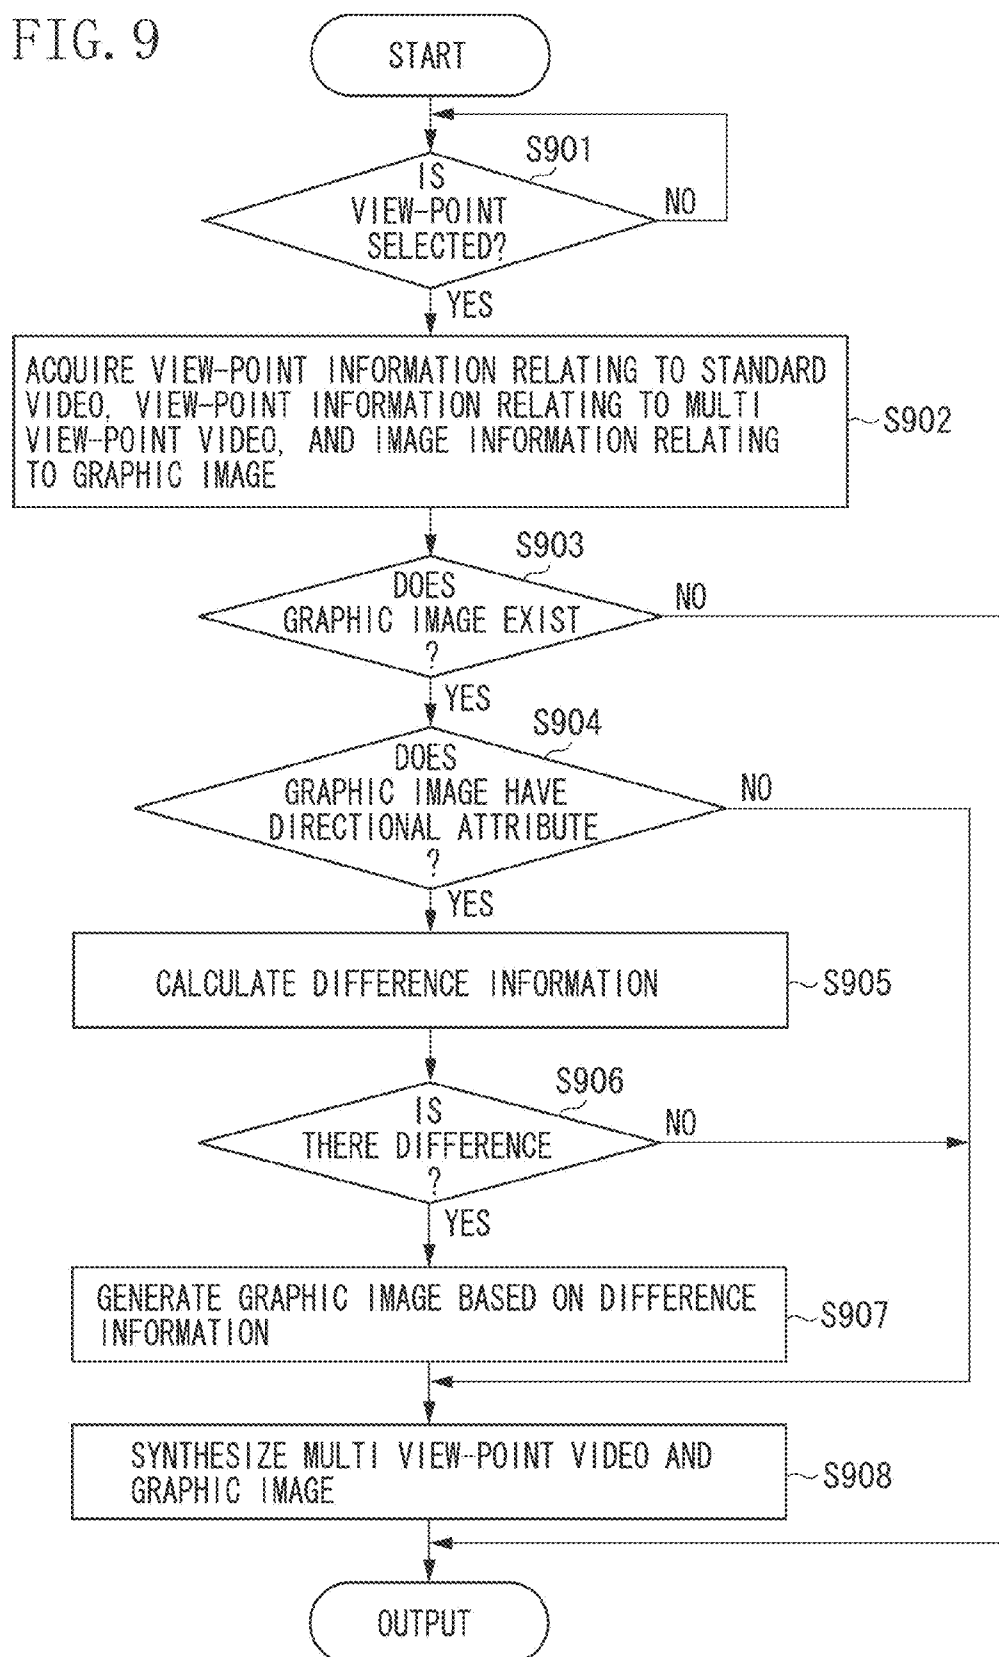 FIG. 9
START
S901
IS
VIEW-POINT
SELECTED?
NO
YES
ACQUIRE VIEW-POINT INFORMATION RELATING TO STANDARD
VIDEO, VIEW-POINT INFORMATION RELATING TO MULTI
VIEW-POINT VIDEO, AND IMAGE INFORMATION RELATING
TO GRAPHIC IMAGE
S902
S903
DOES
GRAPHIC IMAGE EXIST
?
NO
YES
S904
DOES
GRAPHIC IMAGE HAVE
DIRECTIONAL ATTRIBUTE
?
NO
YES
CALCULATE DIFFERENCE INFORMATION
S905
S906
IS
THERE DIFFERENCE
?
NO
YES
GENERATE GRAPHIC IMAGE BASED ON DIFFERENCE
INFORMATION
S907
SYNTHESIZE MULTI VIEW-POINT VIDEO AND
GRAPHIC IMAGE
S908
OUTPUT